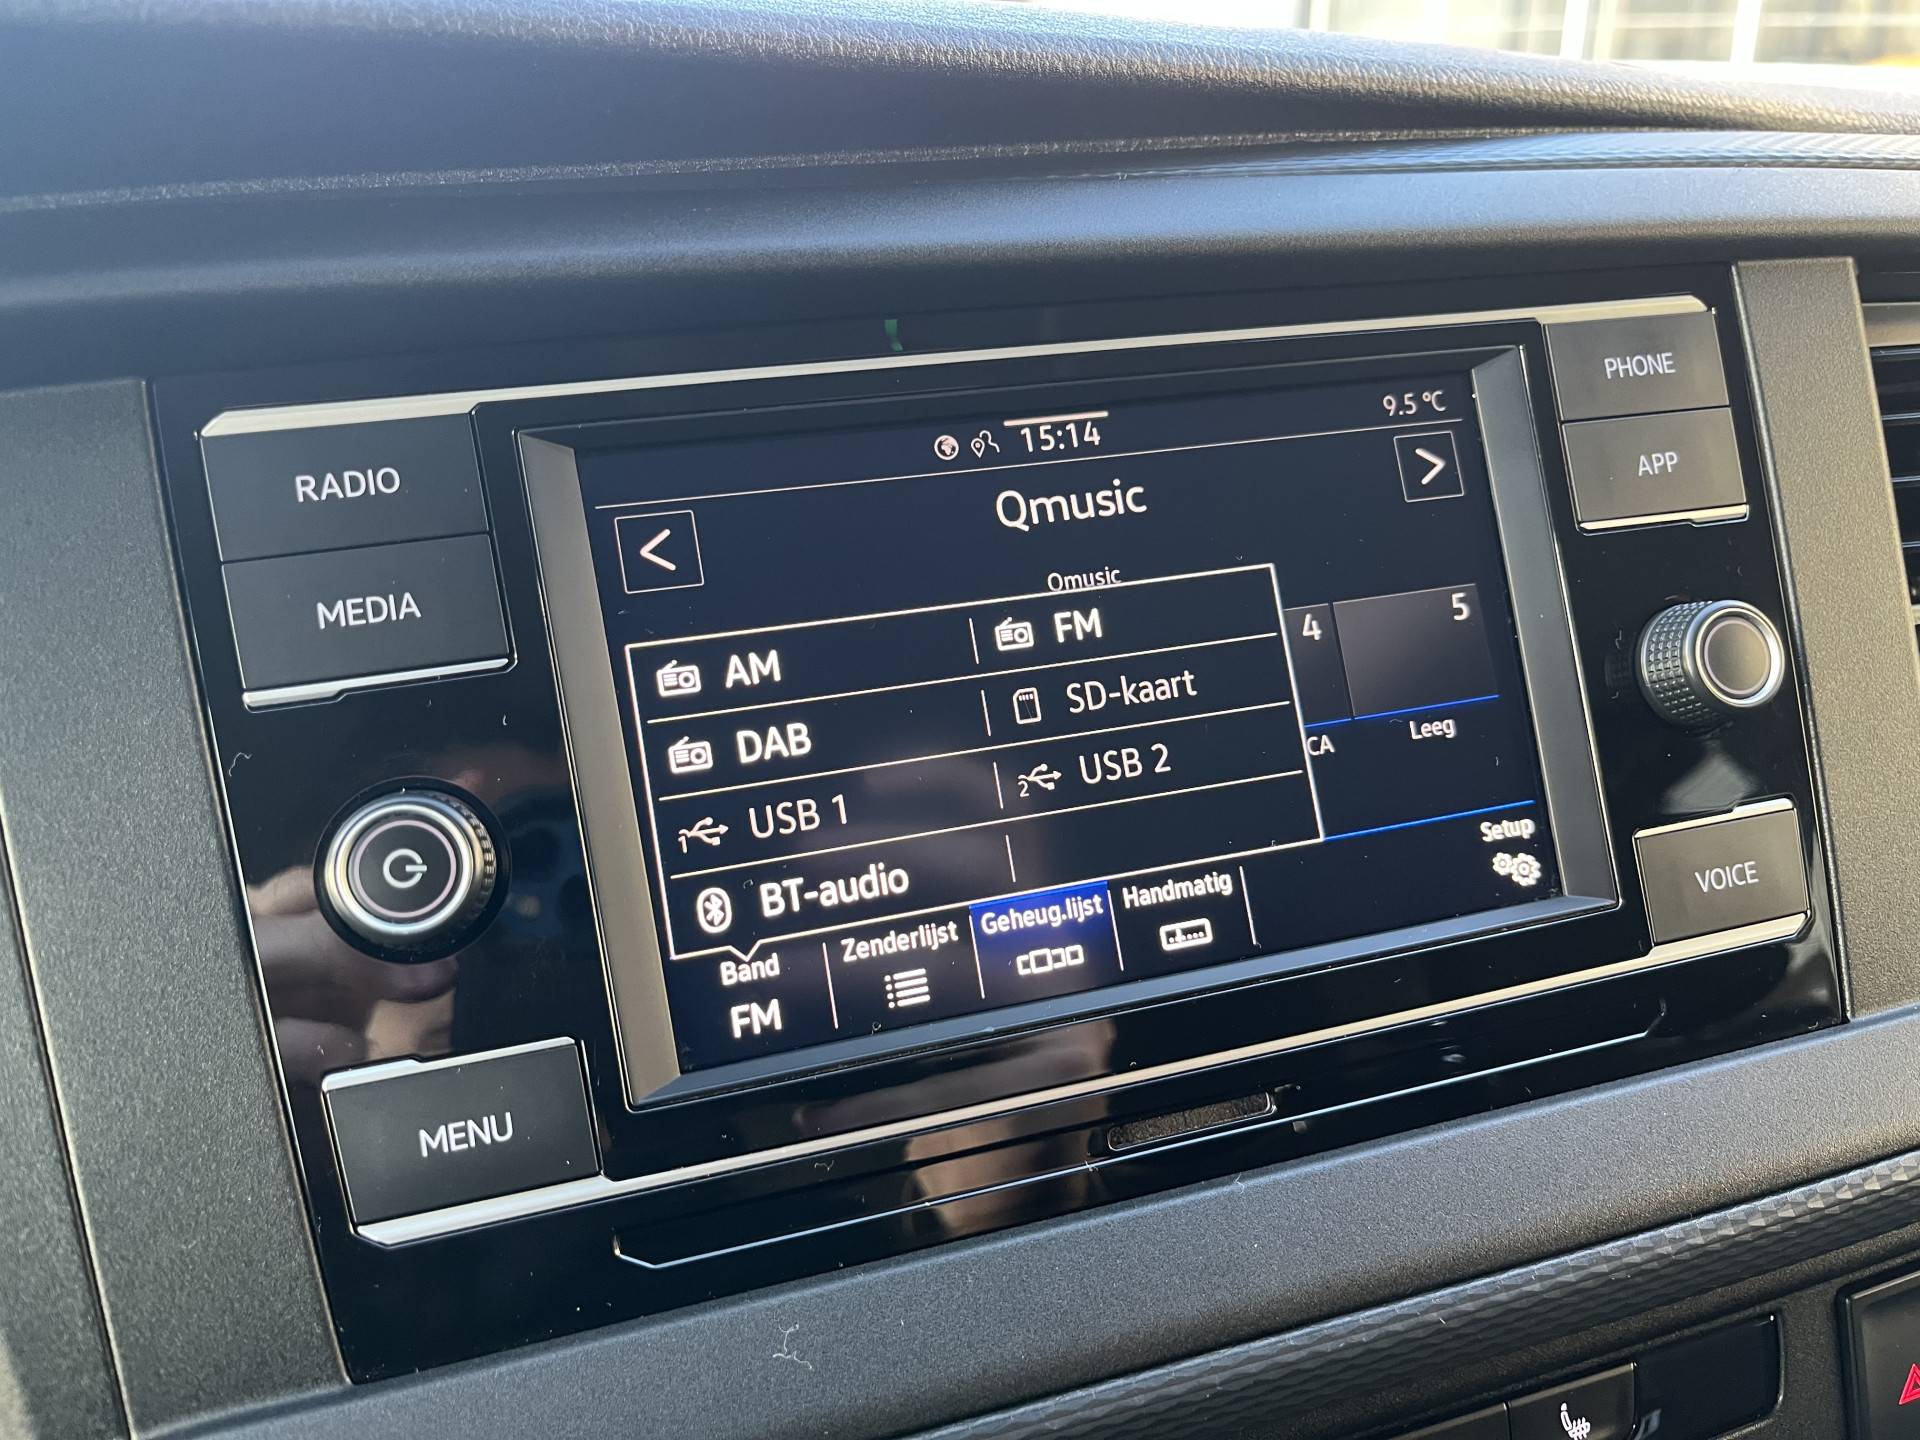 15:14
9.5 °C
Qmusic
Qmusic
PHONE
APP
RADIO
MEDIA
<
>
AM
FM
4
5
DAB
SD-kaart
CA
Leeg
USB 1
USB 2
BT-audio
Setup
Band
FM
Zenderlijst
Geheug.lijst
Handmatig
VOICE
MENU